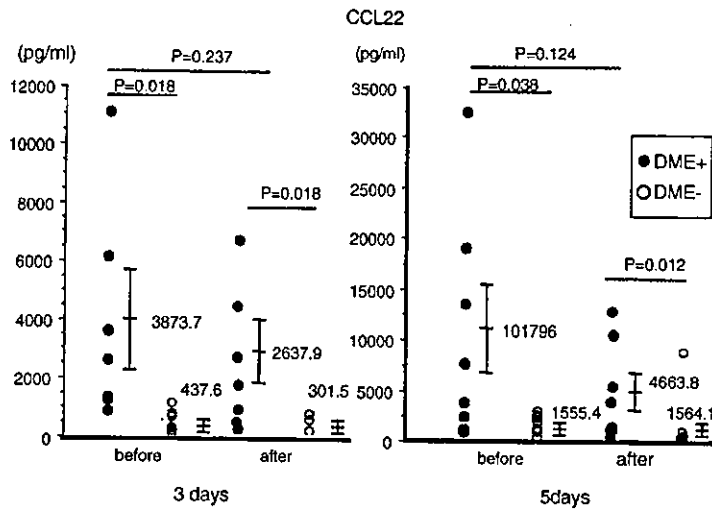 CCL22
(pg/ml)
P=0.237
12000
P=0.018
10000
8000
P=0.018
6000
4000
3873.7
2637.9
2000
437.6
301.5
0
before
after
3 days
(pg/ml)
P=0.124
35000
P=0.038
30000
DME+
DME-
25000
20000
P=0.012
15000
101796
10000
4663.8
5000
1555.4
1564.1
0
before
after
5days